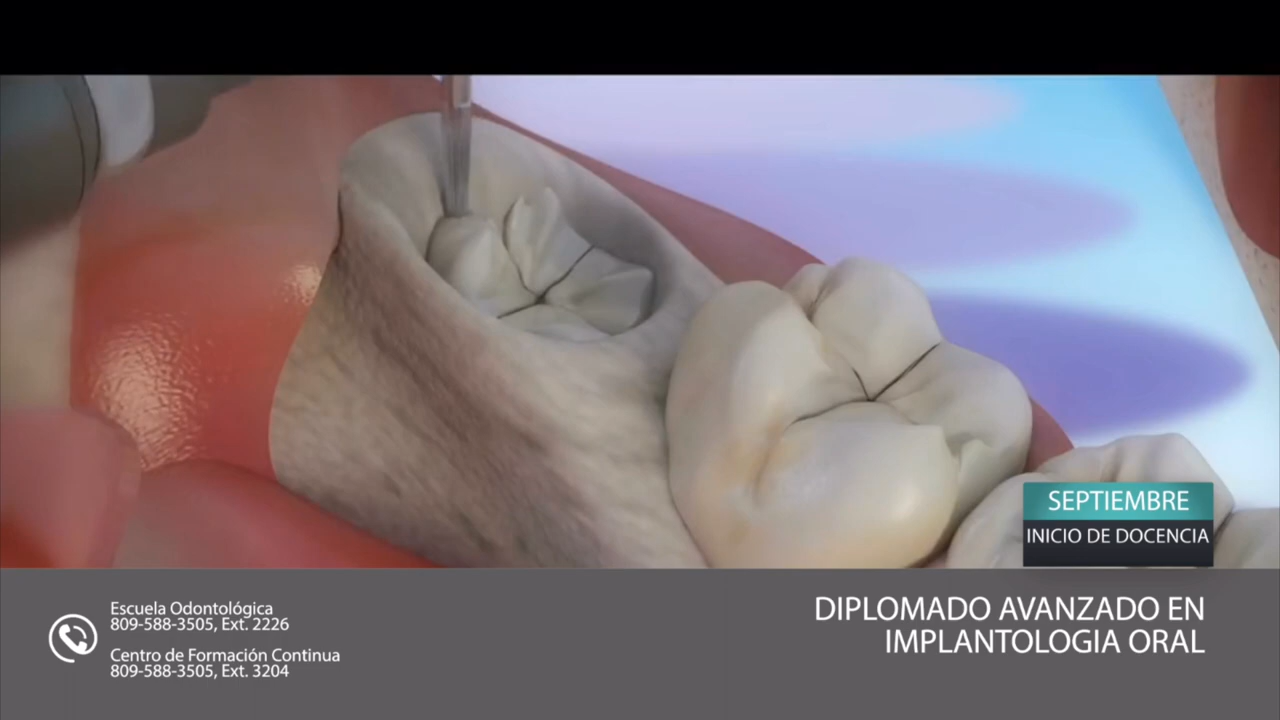 SEPTIEMBRE
INICIO DE DOCENCIA
Escuela Odontológica
809-588-3505, Ext. 2226
Centro de Formación Continua
809-588-3505, Ext. 3204
DIPLOMADO AVANZADO EN
IMPLANTOLOGIA ORAL